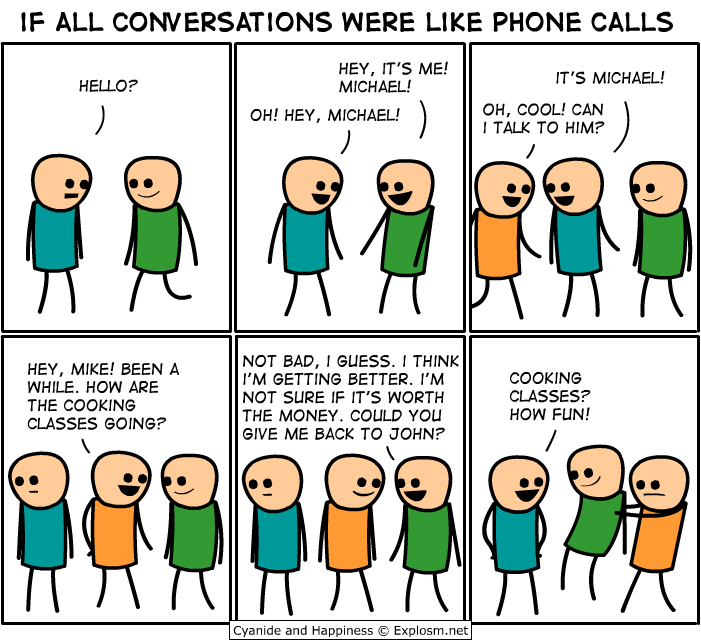 IF ALL CONVERSATIONS WERE LIKE PHONE CALLS
HELLO?
HEY, IT'S ME!
MICHAEL!
OH! HEY, MICHAEL!
IT'S MICHAEL!
OH, COOL! CAN
I TALK TO HIM?
HEY, MIKE! BEEN A
WHILE. HOW ARE
THE COOKING
CLASSES GOING?
NOT BAD, I GUESS. I THINK
I'M GETTING BETTER. I'M
NOT SURE IF IT'S WORTH
THE MONEY. COULD YOU
GIVE ME BACK TO JOHN?
COOKING
CLASSES?
HOW FUN!
Cyanide and Happiness © Explosm.net